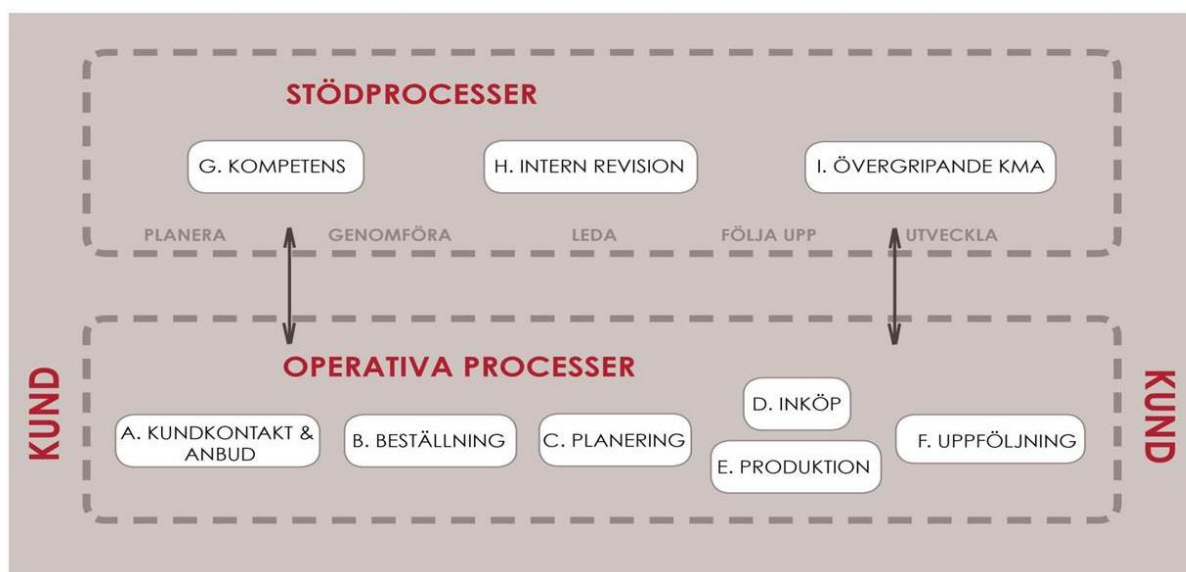 STÖDPROCESSER
G. KOMPETENS
H. INTERN REVISION
I. ÖVERGRIPANDE KMA
PLANERA
GENOMFÖRA
LEDA
FÖLJA UPP
UTVECKLA
KUND
OPERATIVA PROCESSER
A. KUNDKONTAKT &
ANBUD
B. BESTÄLLNING
C. PLANERING
D. INKÖP
E. PRODUKTION
F. UPPFÖLJNING
KUND